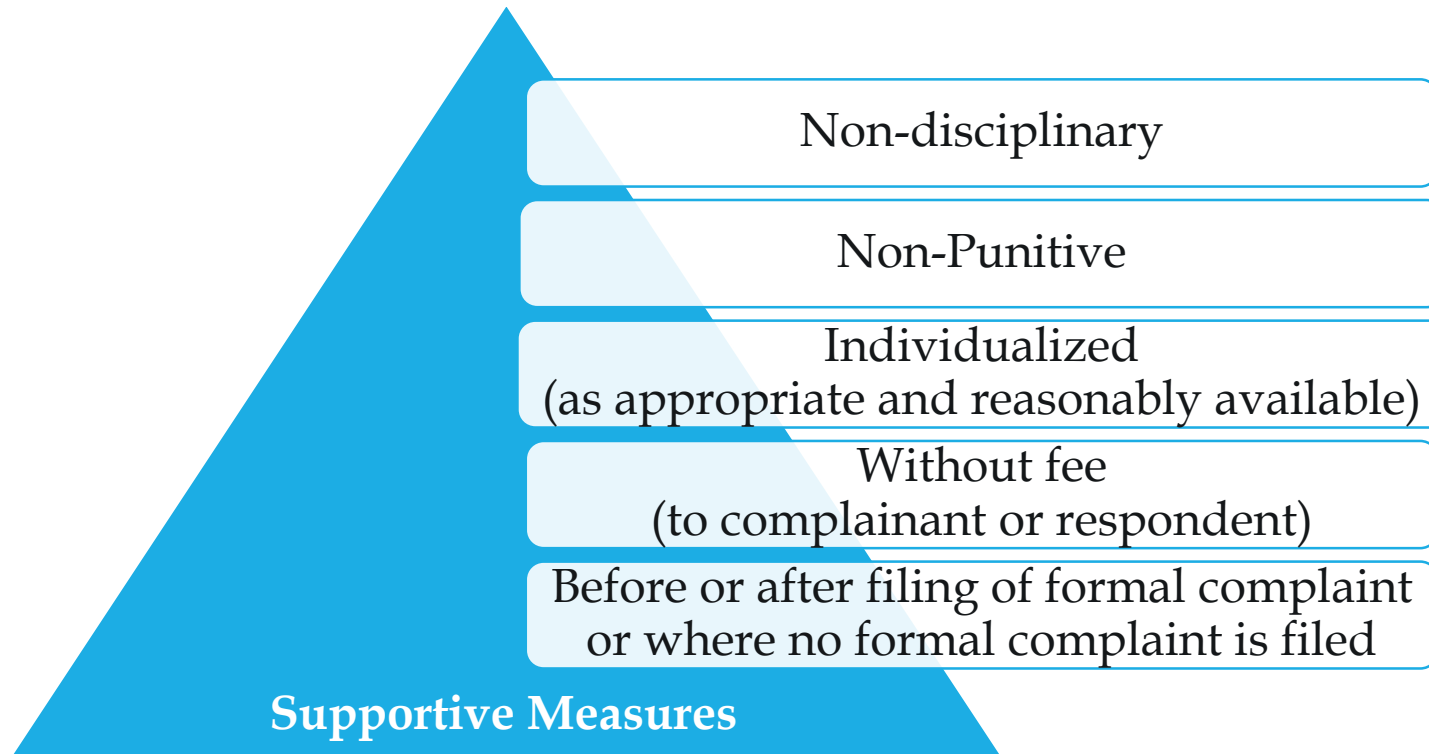 Non-disciplinary
Non-Punitive
Individualized
(as appropriate and reasonably available)
Without fee
(to complainant or respondent)
Before or after filing of formal complaint
or where no formal complaint is filed
Supportive Measures